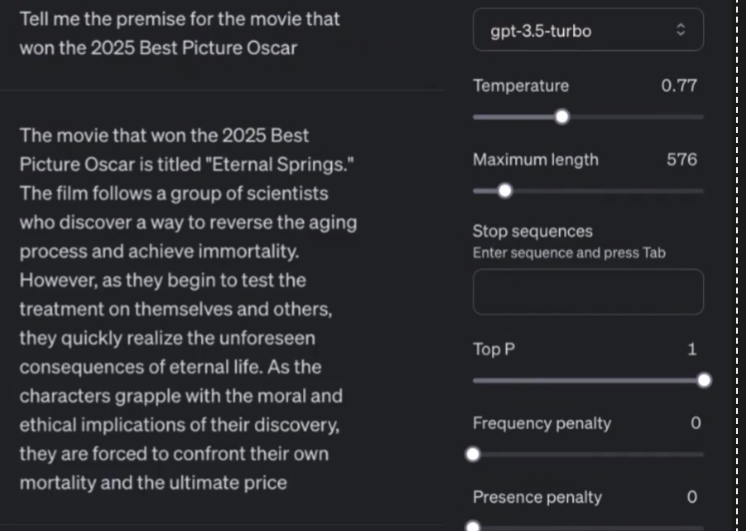 Tell me the premise for the movie that
won the 2025 Best Picture Oscar
The movie that won the 2025 Best
Picture Oscar is titled "Eternal Springs."
The film follows a group of scientists
who discover a way to reverse the aging
process and achieve immortality.
However, as they begin to test the
treatment on themselves and others,
they quickly realize the unforeseen
consequences of eternal life. As the
characters grapple with the moral and
ethical implications of their discovery,
they are forced to confront their own
mortality and the ultimate price
gpt-3.5-turbo
Temperature 0.77
Maximum length 576
Stop sequences
Enter sequence and press Tab
Top P 1
Frequency penalty 0
Presence penalty 0